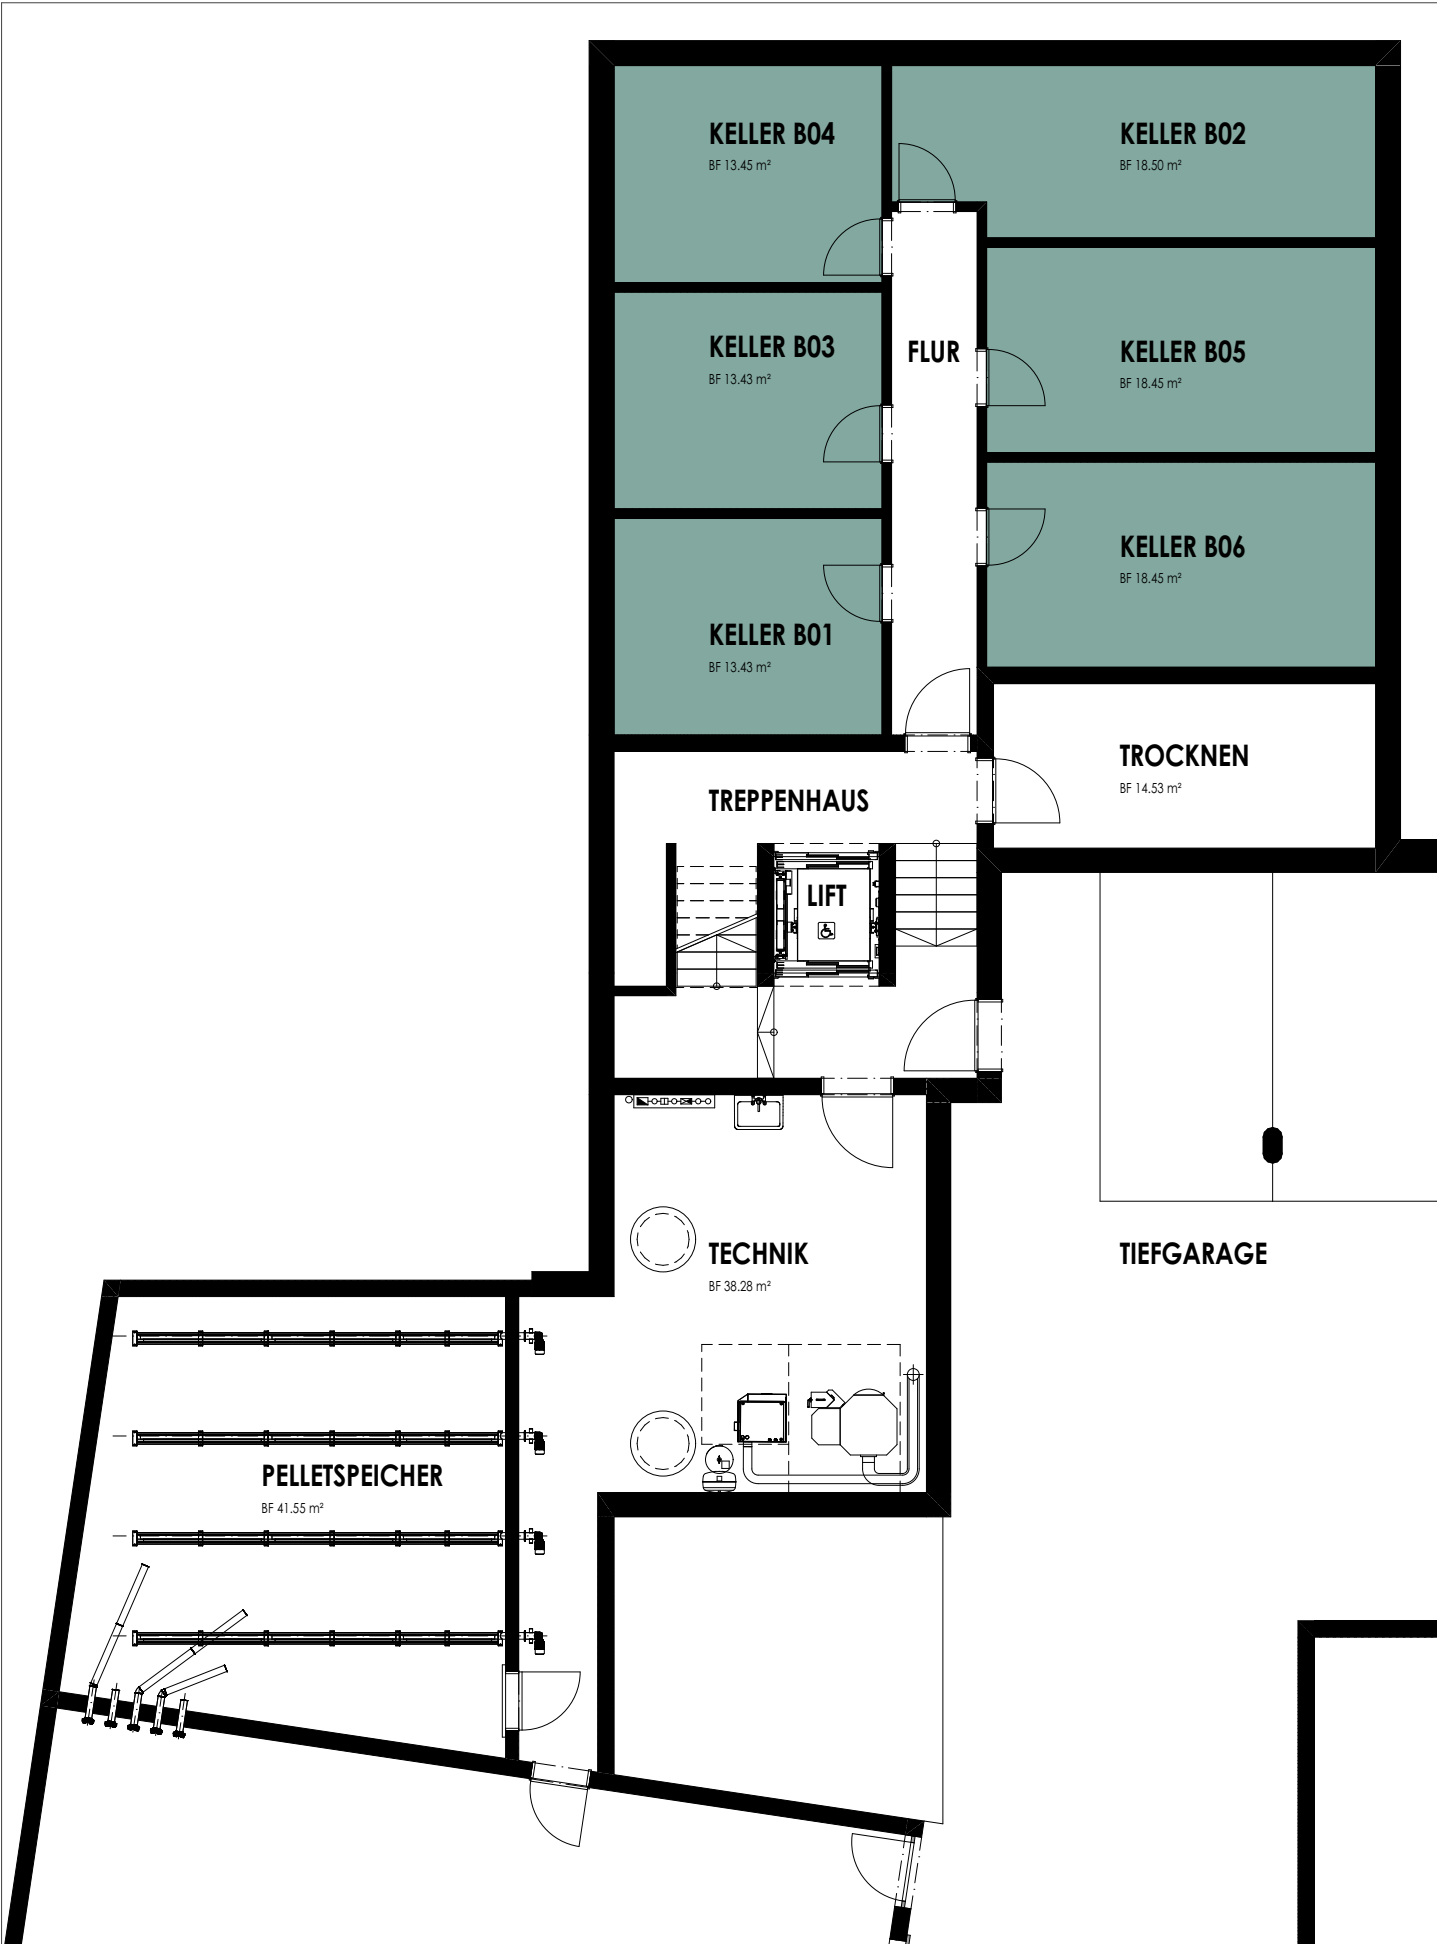 KELLER B04
BF 13.45 m²
KELLER B02
BF 18.50 m²
KELLER B03
BF 13.43 m²
FLUR
KELLER B05
BF 18.45 m²
KELLER B06
BF 18.45 m²
KELLER B01
BF 13.43 m²
TROCKNEN
BF 14.53 m²
TREPPENHAUS
LIFT
TECHNIK
BF 38.28 m²
TIEFGARAGE
PELLETSPEICHER
BF 41.55 m²